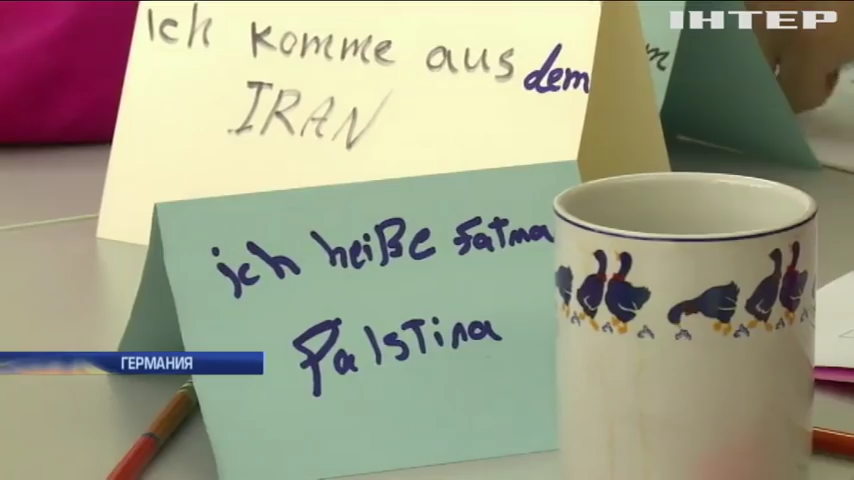 ІНТЕР
Ich komme aus dem
IRAN
ich heiße Fatma
Palstina
ГЕРМАНИЯ